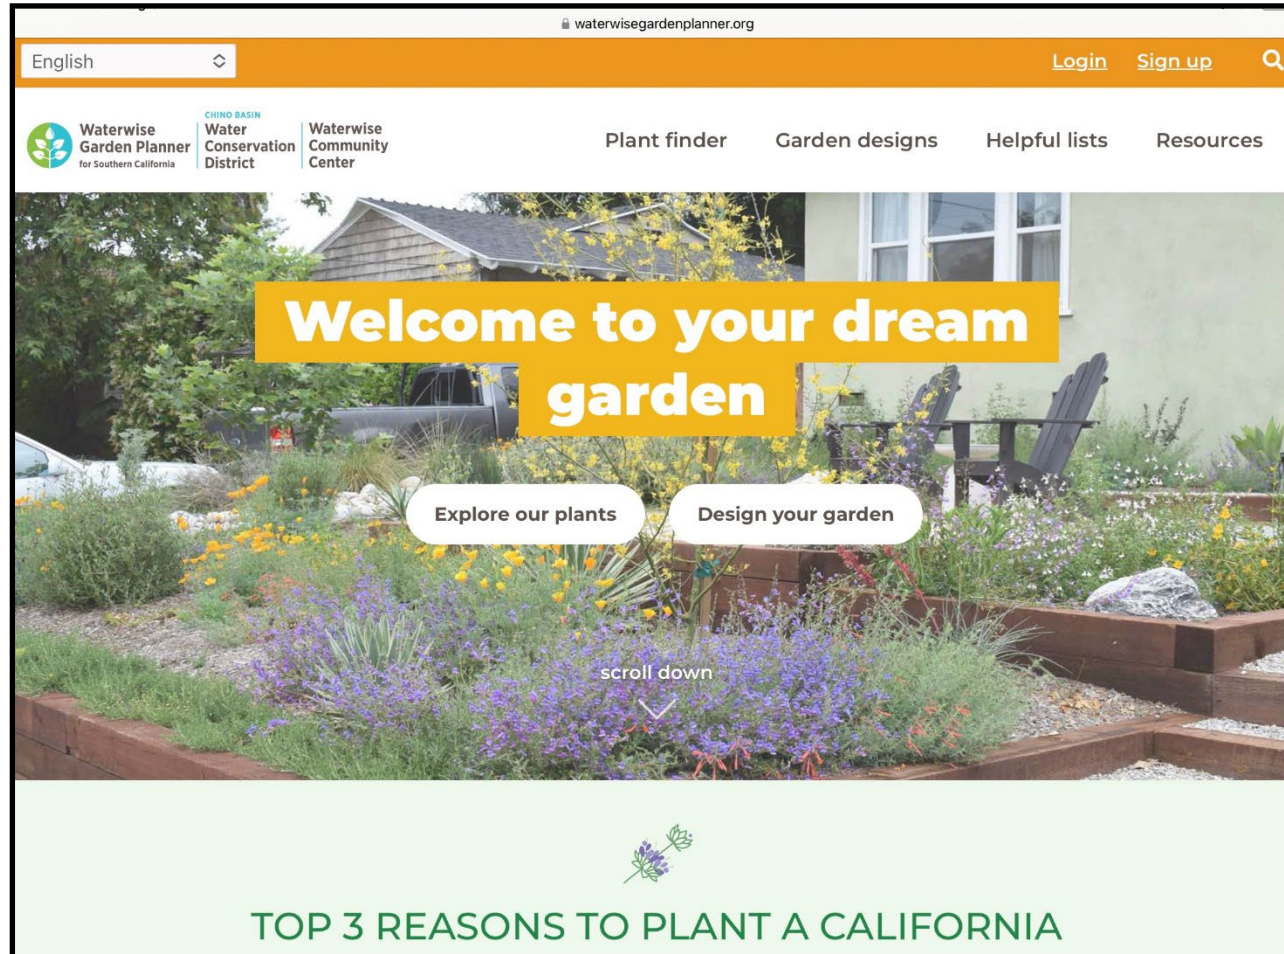 waterwisegardenplanner.org
English
Login Sign up
Waterwise
Garden Planner
for Southern California
CHINO BASIN
Water
Conservation
District
Waterwise
Community
Center
Plant finder Garden designs Helpful lists Resources
Welcome to your dream
garden
Explore our plants Design your garden
scroll down
TOP 3 REASONS TO PLANT A CALIFORNIA